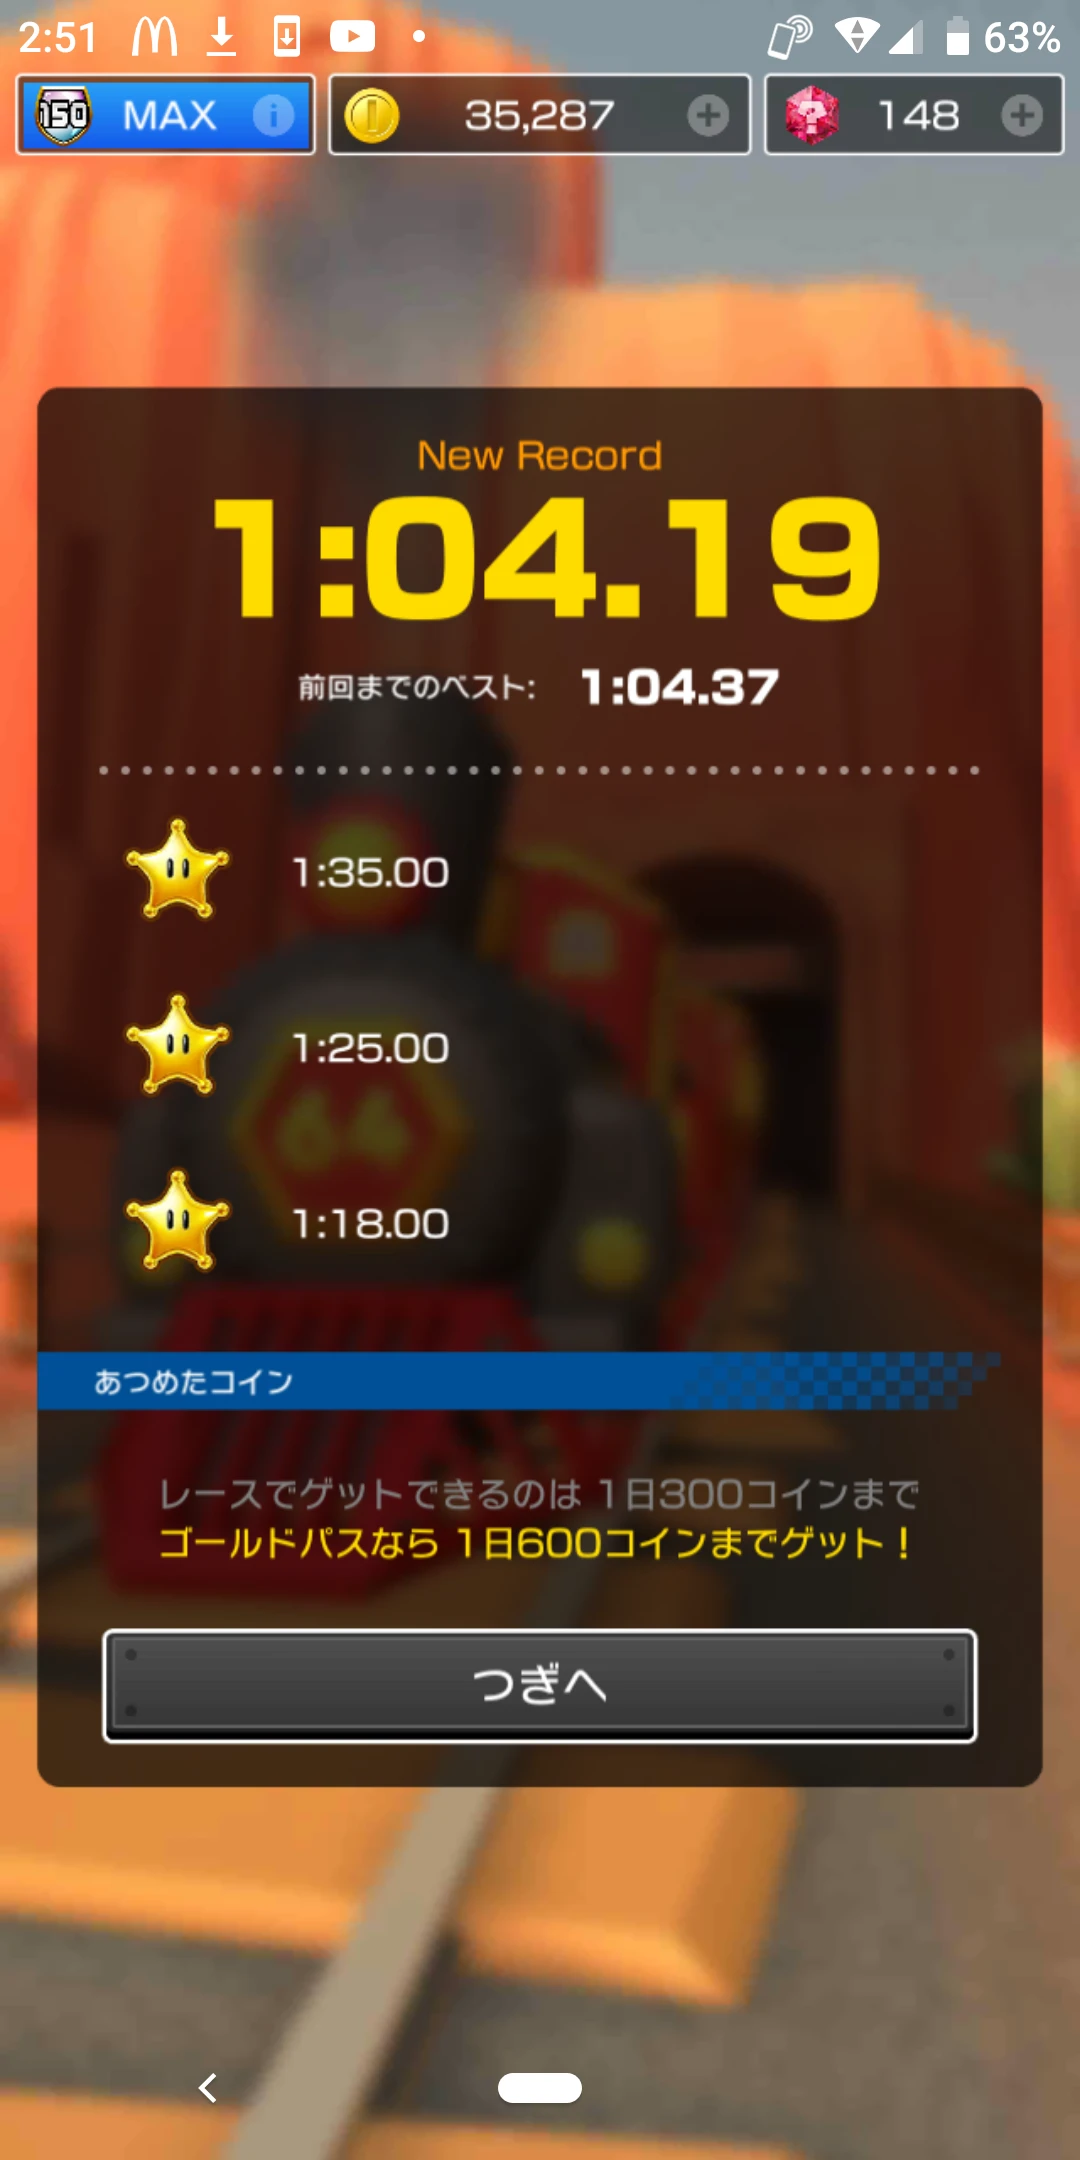 2:51
63%
150 MAX i
35,287 +
148 +
New Record
1:04.19
前回までのベスト: 1:04.37
1:35.00
1:25.00
64
1:18.00
あつめたコイン
レースでゲットできるのは 1日300コインまで
ゴールドパスなら 1日600コインまでゲット！
つぎへ